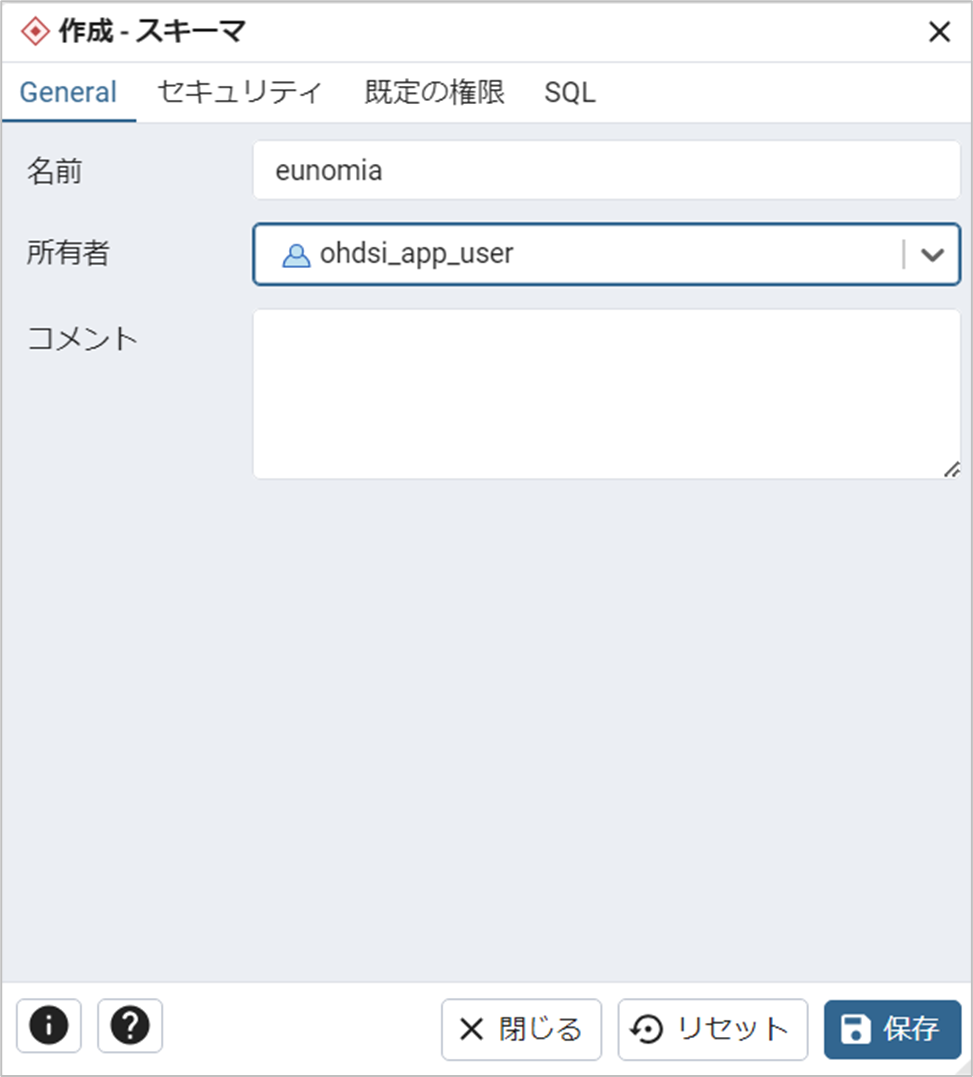 作成 - スキーマ
General セキュリティ 既定の権限 SQL
名前 eunomia
所有者 ohdsi_app_user
コメント
閉じる リセット 保存